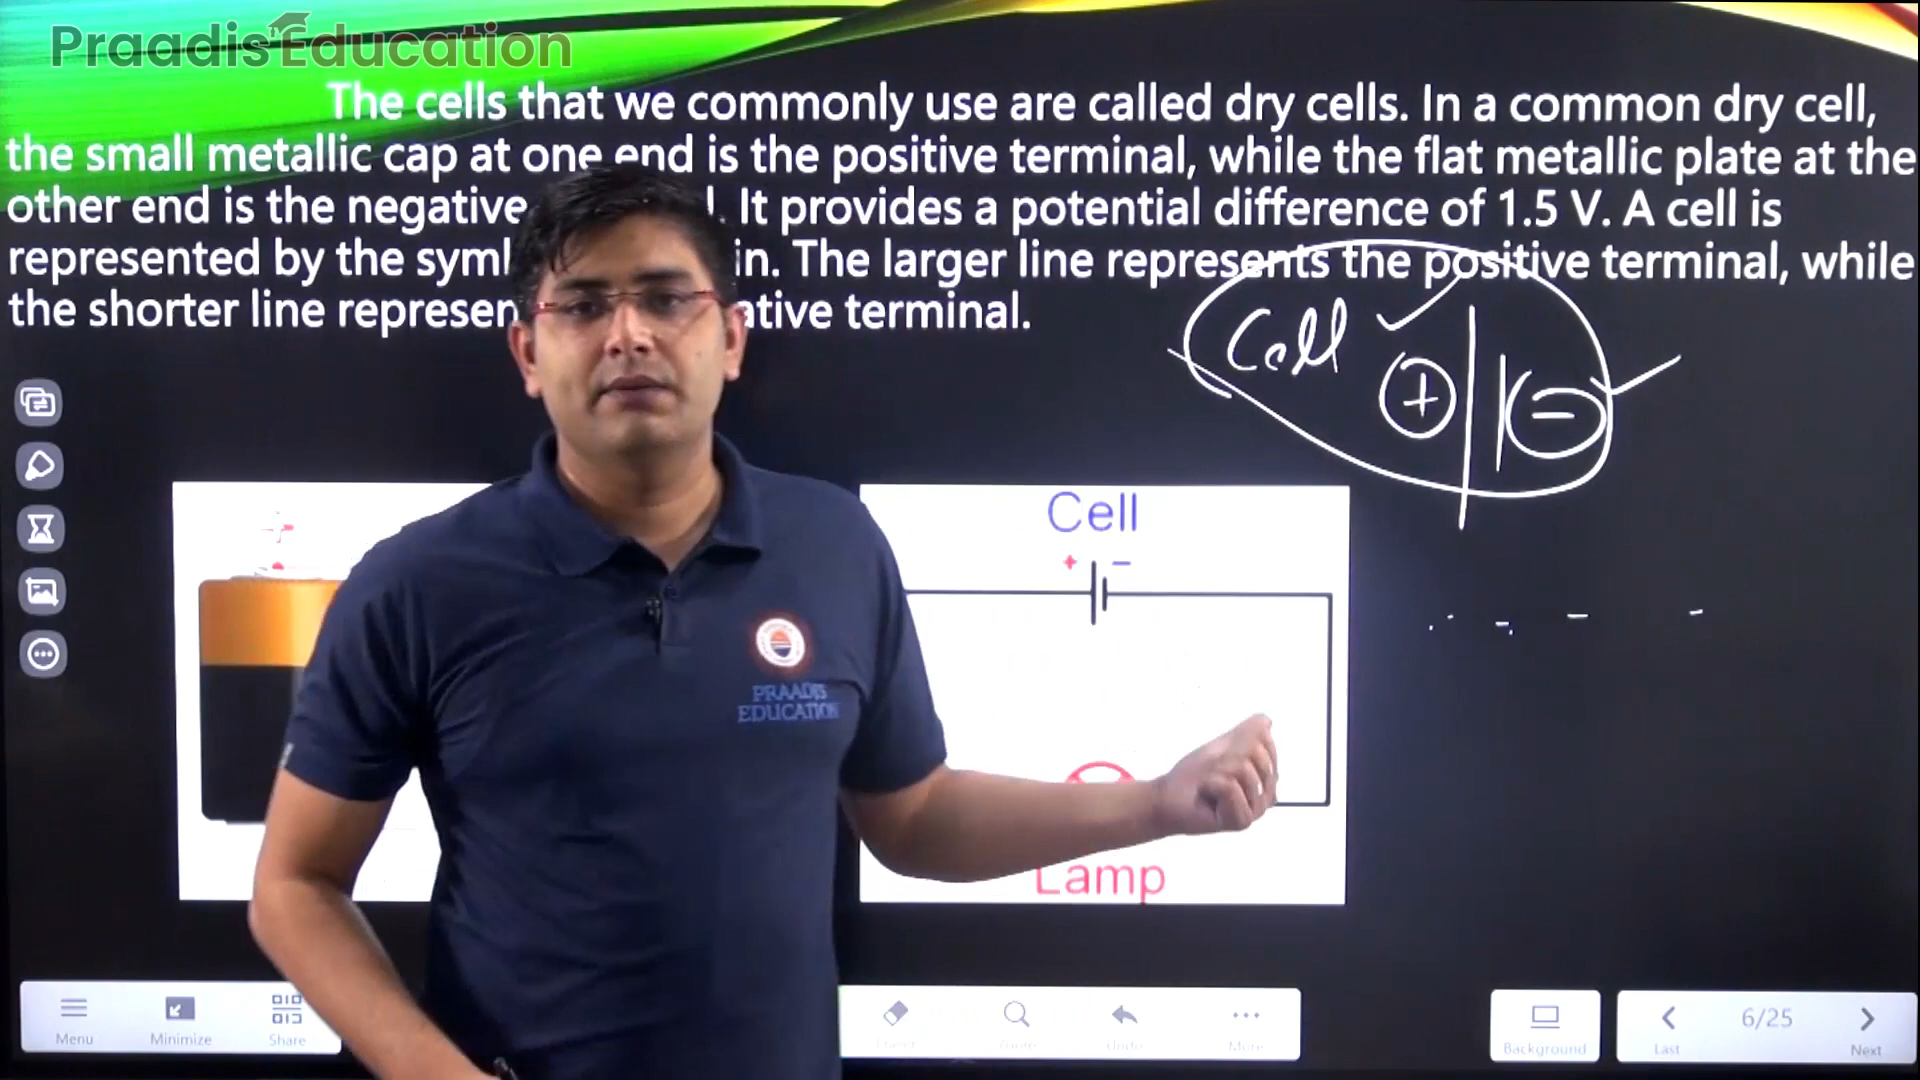 Praadis Education
The cells that we commonly use are called dry cells. In a common dry cell,
the small metallic cap at one end is the positive terminal, while the flat metallic plate at the
other end is the negative l. It provides a potential difference of 1.5 V. A cell is
represented by the in. The larger line represents the positive terminal, while
the shorter line ative terminal.
Cell
+ -
+
Cell
+ -
PRAADIS
EDUCATION
Lamp
Menu Minimize Share Undo More Background Last 6/25 Next